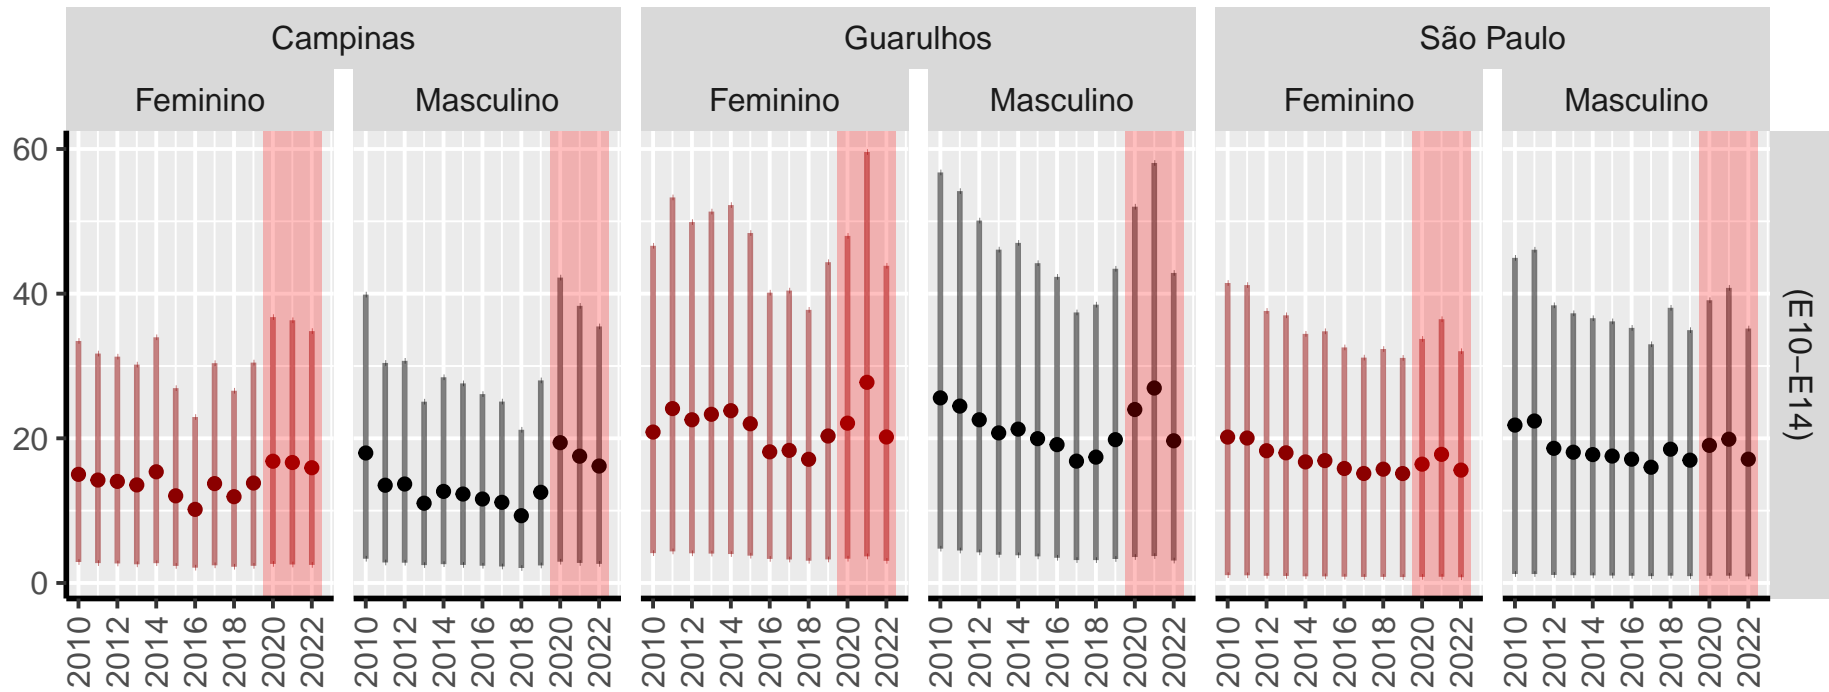 Campinas Guarulhos São Paulo
Feminino Masculino Feminino Masculino Feminino Masculino
60
40
20
0
(E10–E14)
2010 2012 2014 2016 2018 2020 2022 2010 2012 2014 2016 2018 2020 2022 2010 2012 2014 2016 2018 2020 2022 2010 2012 2014 2016 2018 2020 2022 2010 2012 2014 2016 2018 2020 2022 2010 2012 2014 2016 2018 2020 2022